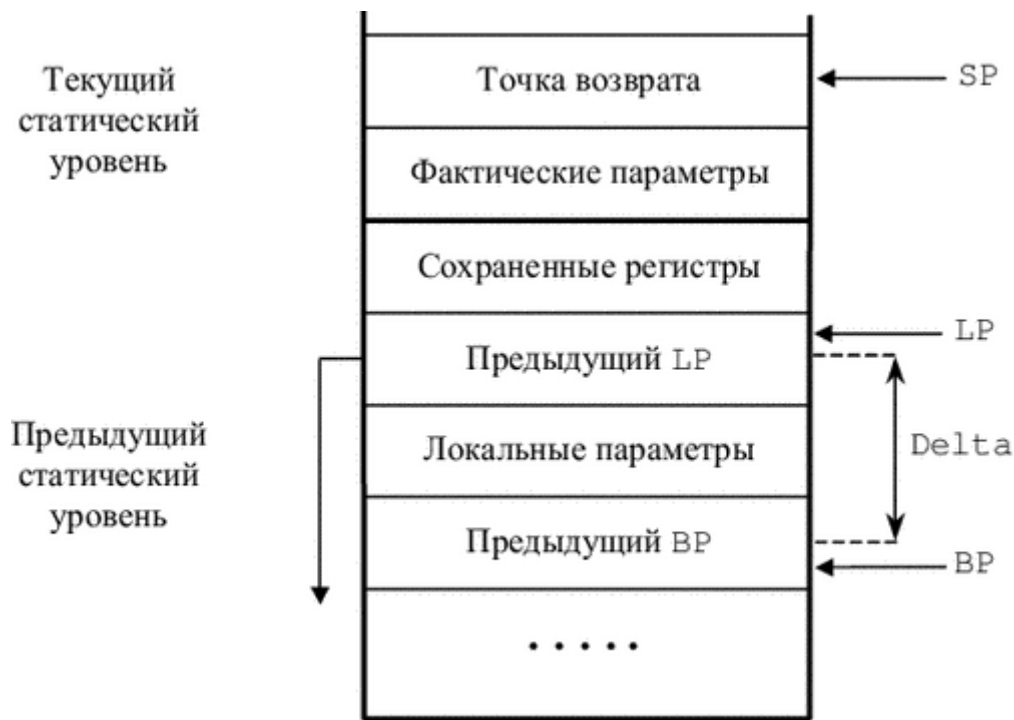 Текущий
статический
уровень
Точка возврата
SP
Фактические параметры
Сохраненные регистры
LP
Предыдущий LP
Предыдущий
статический
уровень
Локальные параметры
Delta
Предыдущий BP
BP
.....